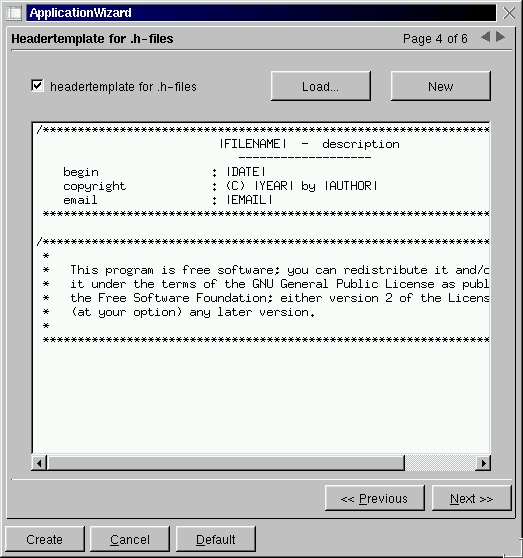 ApplicationWizard
Headertemplate for .h-files Page 4 of 6
headertemplate for .h-files Load... New
/*****************************************************************
|FILENAME| - description
-------------------
begin : |DATE|
copyright : (C) |YEAR| by |AUTHOR|
email : |EMAIL|
*****************************************************************
/*****************************************************************
*
* This program is free software; you can redistribute it and/o
* it under the terms of the GNU General Public License as publ
* the Free Software Foundation; either version 2 of the Licens
* (at your option) any later version.
*
*****************************************************************
<< Previous Next >>
Create Cancel Default